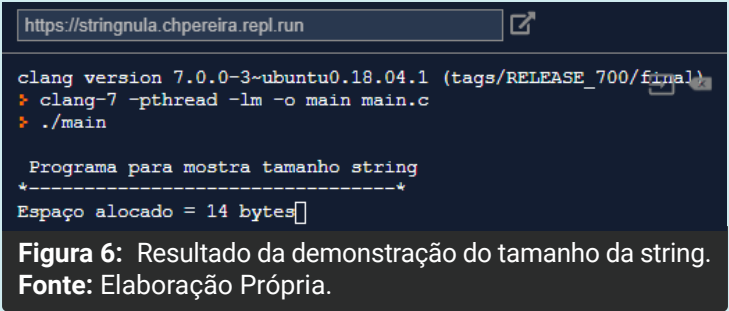 https://stringnula.chpereira.repl.run
clang version 7.0.0-3~ubuntu0.18.04.1 (tags/RELEASE_700/final)
> clang-7 -pthread -lm -o main main.c
> ./main
Programa para mostra tamanho string
*---------------------------------*
Espaço alocado = 14 bytes
Figura 6: Resultado da demonstração do tamanho da string.
Fonte: Elaboração Própria.